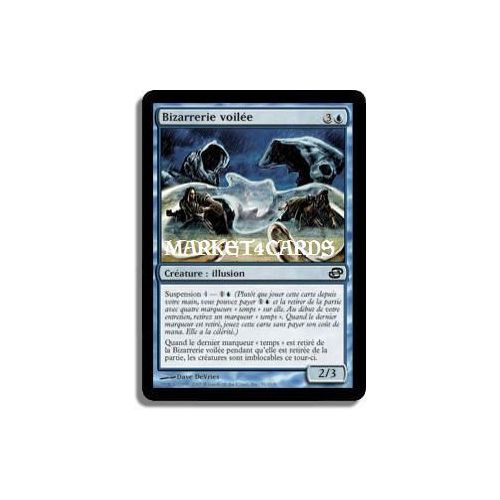 Bizarrerie voilée
3
MARKET4CARDS
Créature : illusion
Suspension 4 — 1 (Plutôt que jouer cette carte depuis
votre main, vous pouvez payer 1 et la retirer de la partie
avec quatre marqueurs « temps » sur elle. Au début de votre
entretien, retirez un marqueur « temps ». Quand le dernier
marqueur est retiré, jouez cette carte sans payer son coût de
mana. Elle a la célérité.)
Quand le dernier marqueur « temps » est retiré de
la Bizarrerie voilée pendant qu'elle est retirée de la
partie, les créatures sont imblocables ce tour-ci.
2/3
Dave DeVries